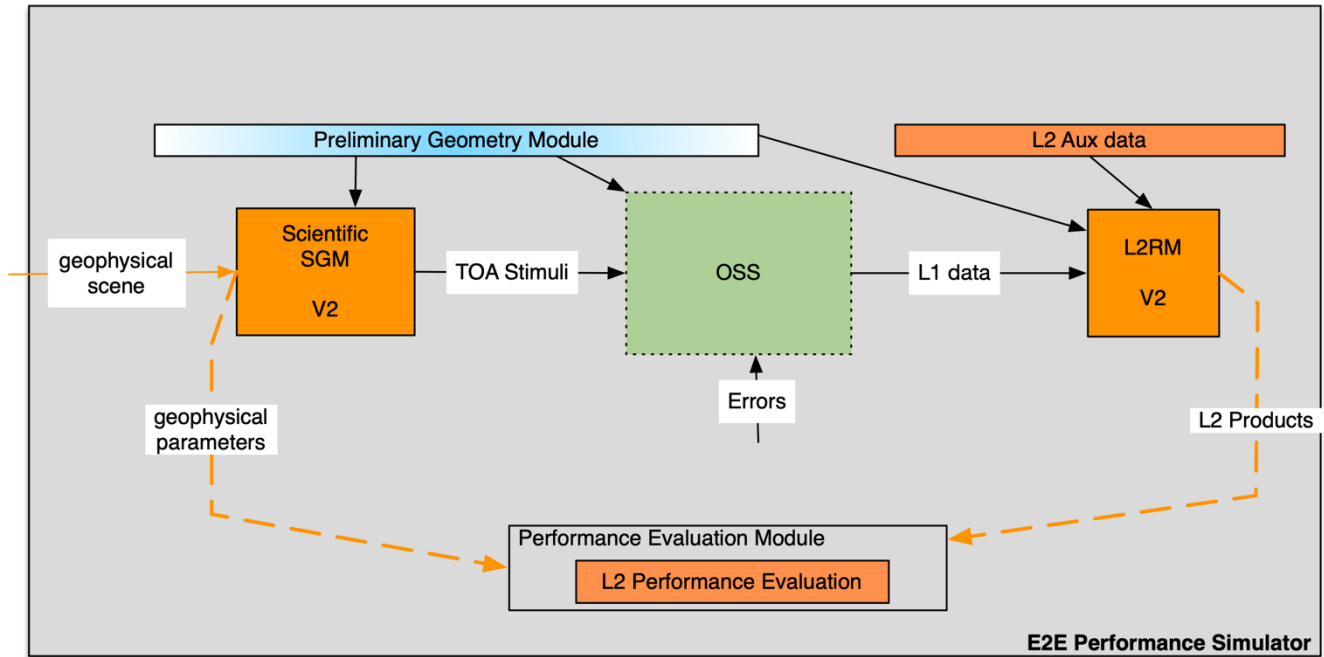 Preliminary Geometry Module
L2 Aux data
Scientific
SGM
V2
geophysical
scene
TOA Stimuli
OSS
L1 data
L2RM
V2
Errors
geophysical
parameters
L2 Products
Performance Evaluation Module
L2 Performance Evaluation
E2E Performance Simulator